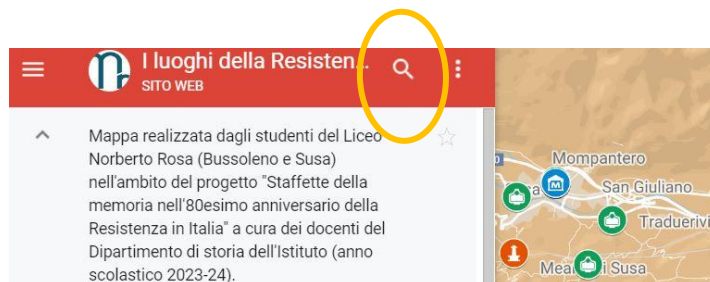 I luoghi della Resisten...
SITO WEB
Mappa realizzata dagli studenti del Liceo
Norberto Rosa (Bussoleno e Susa)
nell'ambito del progetto "Staffette della
memoria nell'80esimo anniversario della
Resistenza in Italia" a cura dei docenti del
Dipartimento di storia dell'Istituto (anno
scolastico 2023-24).
Mompantero
San Giuliano
Traduerivi
Susa